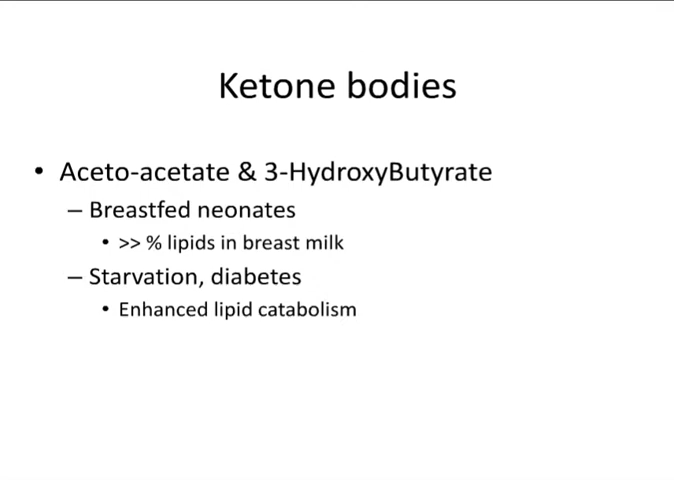 Ketone bodies
• Aceto-acetate & 3-HydroxyButyrate
– Breastfed neonates
• >> % lipids in breast milk
– Starvation, diabetes
• Enhanced lipid catabolism